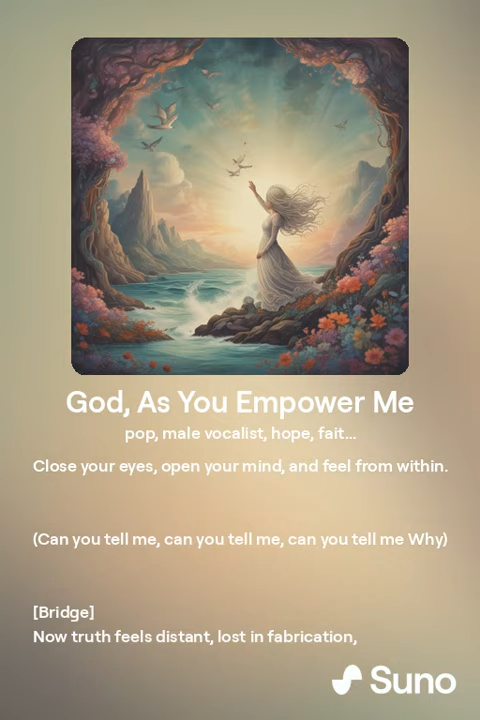 God, As You Empower Me
pop, male vocalist, hope, fait...
Close your eyes, open your mind, and feel from within.
(Can you tell me, can you tell me, can you tell me Why)
[Bridge]
Now truth feels distant, lost in fabrication,
Suno